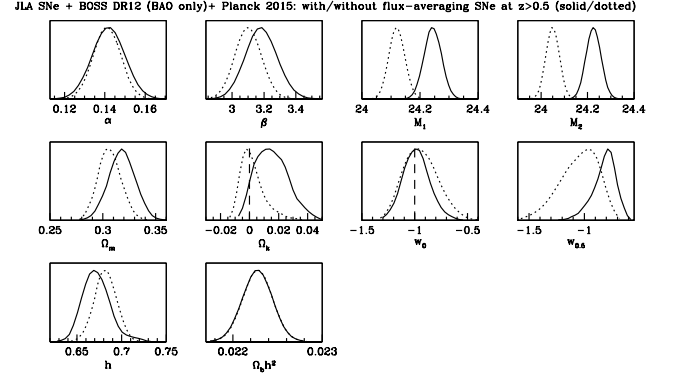 JLA SNe + BOSS DR12 (BAO only)+ Planck 2015: with/without flux-averaging SNe at z>0.5 (solid/dotted)
0.12 0.14 0.16 3 3.2 3.4 24 24.2 24.4 24 24.2 24.4
α β M₁ M₂
0.25 0.3 0.35 -0.02 0 0.02 0.04 -1.5 -1 -0.5 -1.5 -1
Ωₘ Ωₖ w₀ w₀.₅
0.65 0.7 0.75 0.022 0.023
h Ω_bh²